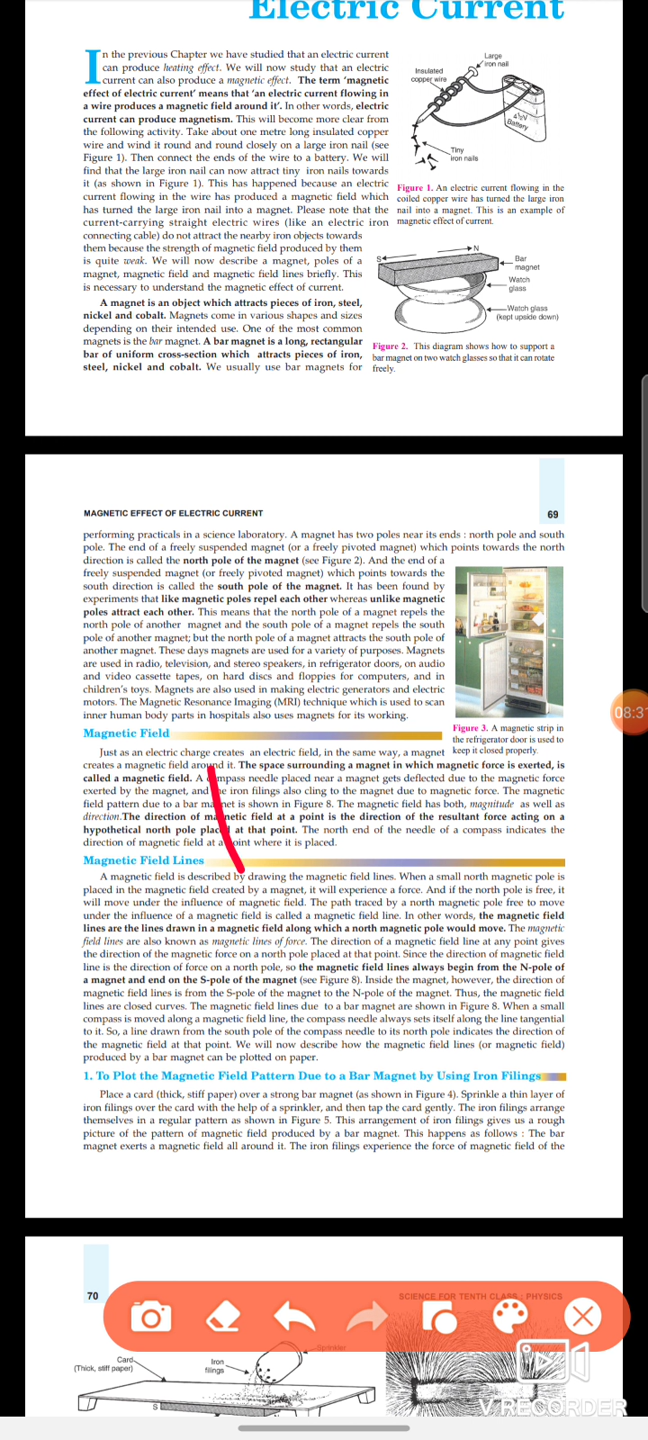 Electric Current
In the previous Chapter we have studied that an electric current
can produce heating effect. We will now study that an electric
current can also produce a magnetic effect. The term 'magnetic
effect of electric current' means that 'an electric current flowing in
a wire produces a magnetic field around it'. In other words, electric
current can produce magnetism. This will become more clear from
the following activity. Take about one metre long insulated copper
wire and wind it round and round closely on a large iron nail (see
Figure 1). Then connect the ends of the wire to a battery. We will
find that the large iron nail can now attract tiny iron nails towards
it (as shown in Figure 1). This has happened because an electric
current flowing in the wire has produced a magnetic field which
has turned the large iron nail into a magnet. Please note that the
current-carrying straight electric wires (like an electric iron
connecting cable) do not attract the nearby iron objects towards
them because the strength of magnetic field produced by them
is quite weak. We will now describe a magnet, poles of a
magnet, magnetic field and magnetic field lines briefly. This
is necessary to understand the magnetic effect of current.
A magnet is an object which attracts pieces of iron, steel,
nickel and cobalt. Magnets come in various shapes and sizes
depending on their intended use. One of the most common
magnets is the bar magnet. A bar magnet is a long, rectangular
bar of uniform cross-section which attracts pieces of iron,
steel, nickel and cobalt. We usually use bar magnets for
Large
iron nail
Insulated
copper wire
4½V
Battery
Tiny
iron nails
Figure 1. An electric current flowing in the
coiled copper wire has turned the large iron
nail into a magnet. This is an example of
magnetic effect of current.
S
N
Bar
magnet
Watch
glass
Watch glass
(kept upside down)
Figure 2. This diagram shows how to support a
bar magnet on two watch glasses so that it can rotate
freely.
MAGNETIC EFFECT OF ELECTRIC CURRENT
69
performing practicals in a science laboratory. A magnet has two poles near its ends : north pole and south
pole. The end of a freely suspended magnet (or a freely pivoted magnet) which points towards the north
direction is called the north pole of the magnet (see Figure 2). And the end of a
freely suspended magnet (or freely pivoted magnet) which points towards the
south direction is called the south pole of the magnet. It has been found by
experiments that like magnetic poles repel each other whereas unlike magnetic
poles attract each other. This means that the north pole of a magnet repels the
north pole of another magnet and the south pole of a magnet repels the south
pole of another magnet; but the north pole of a magnet attracts the south pole of
another magnet. These days magnets are used for a variety of purposes. Magnets
are used in radio, television, and stereo speakers, in refrigerator doors, on audio
and video cassette tapes, on hard discs and floppies for computers, and in
children's toys. Magnets are also used in making electric generators and electric
motors. The Magnetic Resonance Imaging (MRI) technique which is used to scan
inner human body parts in hospitals also uses magnets for its working.
Figure 3. A magnetic strip in
the refrigerator door is used to
keep it closed properly.
08:31
Magnetic Field
Just as an electric charge creates an electric field, in the same way, a magnet
creates a magnetic field around it. The space surrounding a magnet in which magnetic force is exerted, is
called a magnetic field. A compass needle placed near a magnet gets deflected due to the magnetic force
exerted by the magnet, and the iron filings also cling to the magnet due to magnetic force. The magnetic
field pattern due to a bar magnet is shown in Figure 8. The magnetic field has both, magnitude as well as
direction. The direction of magnetic field at a point is the direction of the resultant force acting on a
hypothetical north pole placed at that point. The north end of the needle of a compass indicates the
direction of magnetic field at a point where it is placed.
Magnetic Field Lines
A magnetic field is described by drawing the magnetic field lines. When a small north magnetic pole is
placed in the magnetic field created by a magnet, it will experience a force. And if the north pole is free, it
will move under the influence of magnetic field. The path traced by a north magnetic pole free to move
under the influence of a magnetic field is called a magnetic field line. In other words, the magnetic field
lines are the lines drawn in a magnetic field along which a north magnetic pole would move. The magnetic
field lines are also known as magnetic lines of force. The direction of a magnetic field line at any point gives
the direction of the magnetic force on a north pole placed at that point. Since the direction of magnetic field
line is the direction of force on a north pole, so the magnetic field lines always begin from the N-pole of
a magnet and end on the S-pole of the magnet (see Figure 8). Inside the magnet, however, the direction of
magnetic field lines is from the S-pole of the magnet to the N-pole of the magnet. Thus, the magnetic field
lines are closed curves. The magnetic field lines due to a bar magnet are shown in Figure 8. When a small
compass is moved along a magnetic field line, the compass needle always sets itself along the line tangential
to it. So, a line drawn from the south pole of the compass needle to its north pole indicates the direction of
the magnetic field at that point. We will now describe how the magnetic field lines (or magnetic field)
produced by a bar magnet can be plotted on paper.
1. To Plot the Magnetic Field Pattern Due to a Bar Magnet by Using Iron Filings
Place a card (thick, stiff paper) over a strong bar magnet (as shown in Figure 4). Sprinkle a thin layer of
iron filings over the card with the help of a sprinkler, and then tap the card gently. The iron filings arrange
themselves in a regular pattern as shown in Figure 5. This arrangement of iron filings gives us a rough
picture of the pattern of magnetic field produced by a bar magnet. This happens as follows : The bar
magnet exerts a magnetic field all around it. The iron filings experience the force of magnetic field of the
70
SCIENCE FOR TENTH CLASS : PHYSICS
Sprinkler
Card
(Thick, stiff paper)
Iron
filings
S
V RECORDER